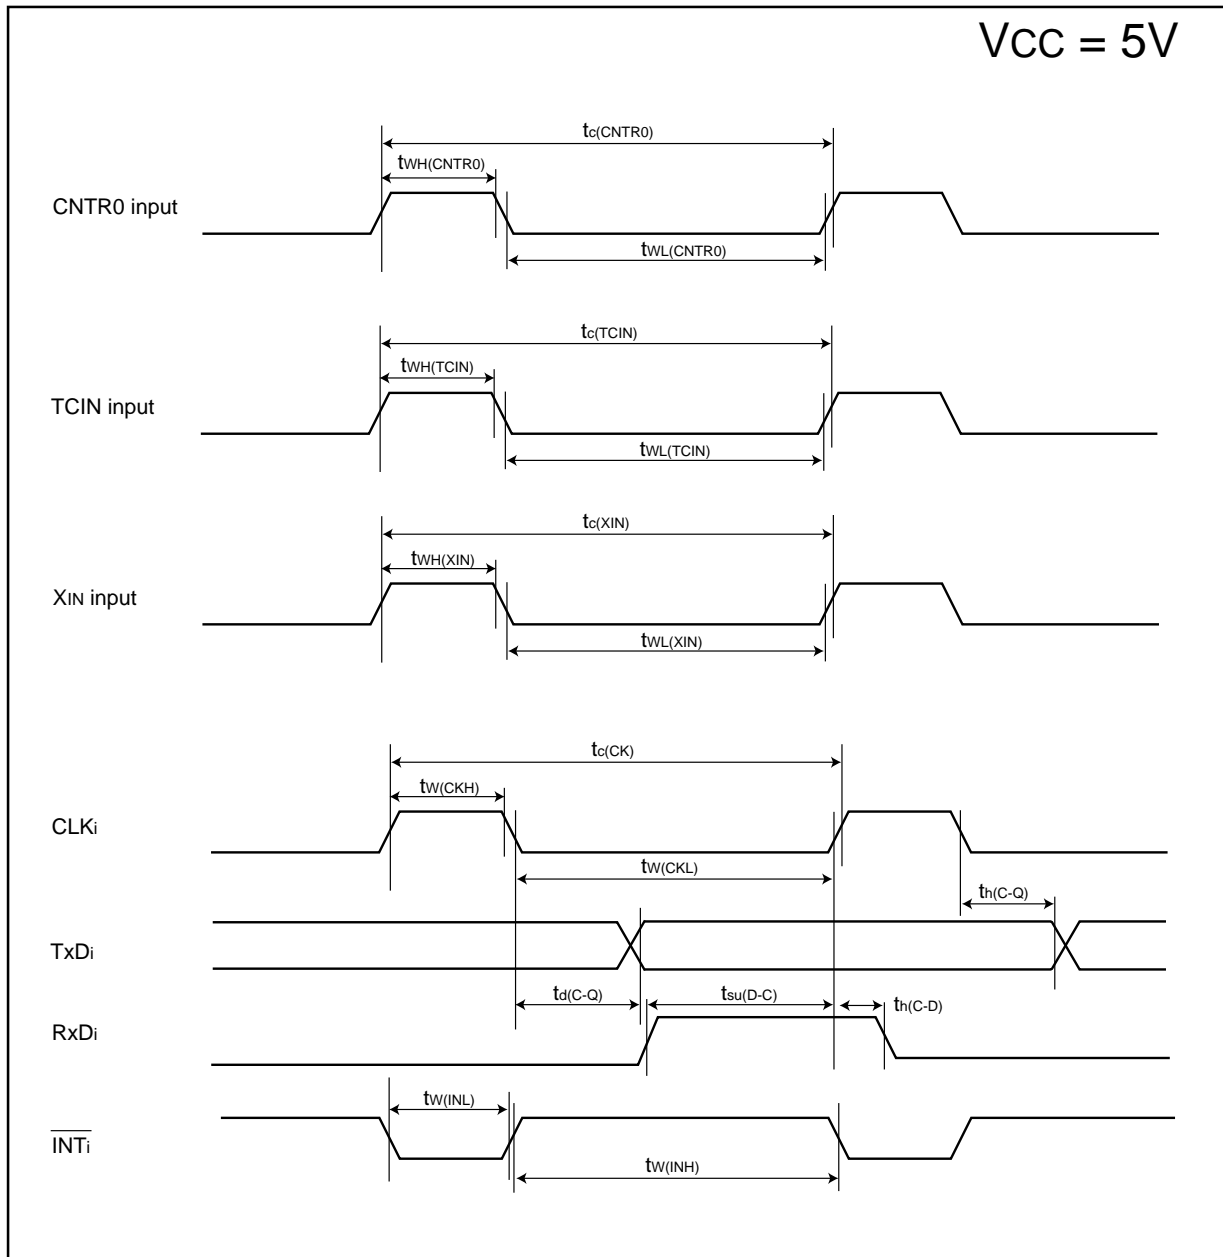 VCC = 5V
tc(CNTR0)
tWH(CNTR0)
CNTR0 input
tWL(CNTR0)
tc(TCIN)
tWH(TCIN)
TCIN input
tWL(TCIN)
tc(XIN)
tWH(XIN)
XIN input
tWL(XIN)
tc(CK)
tW(CKH)
CLKi
tW(CKL)
th(C-Q)
TxDi
td(C-Q)
tsu(D-C)
th(C-D)
RxDi
tW(INL)
INTi
tW(INH)